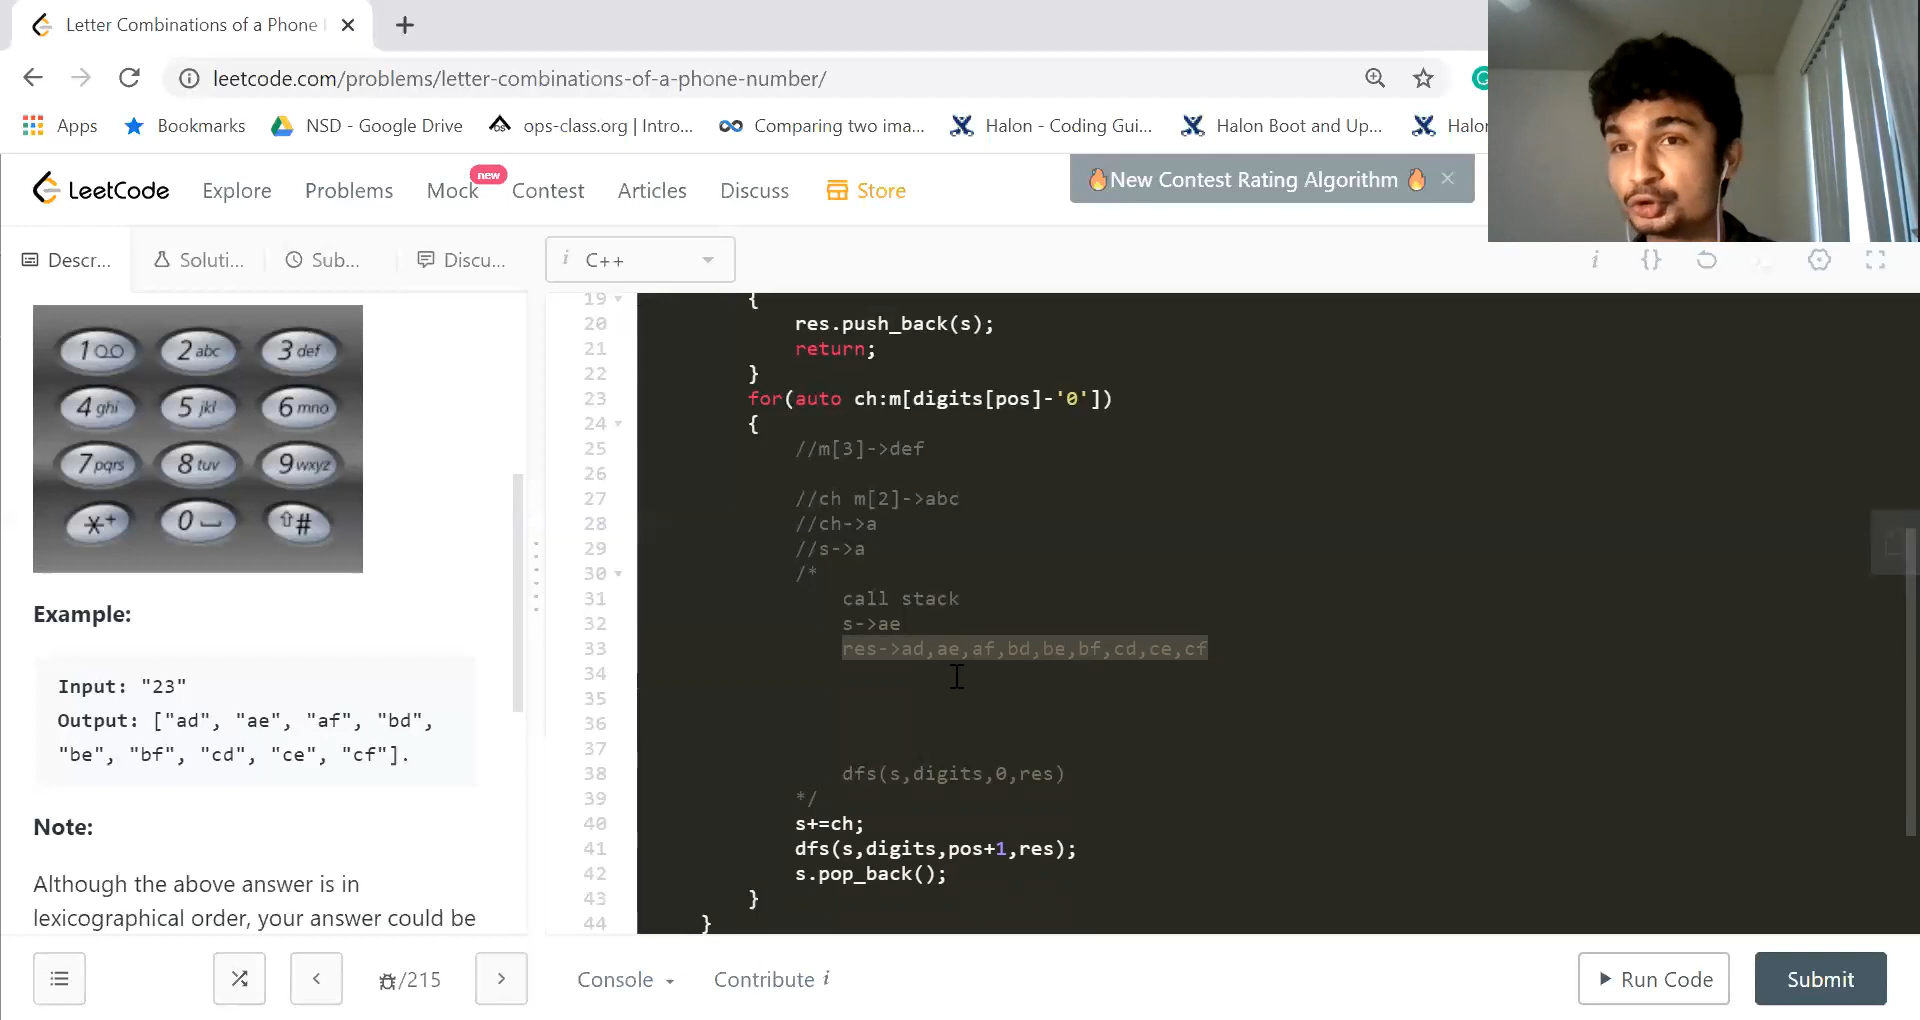 Letter Combinations of a Phone
leetcode.com/problems/letter-combinations-of-a-phone-number/
Apps
Bookmarks
NSD - Google Drive
ops-class.org | Intro...
Comparing two ima...
Halon - Coding Gui...
Halon Boot and Up...
Halo
LeetCode
Explore
Problems
Mock
new
Contest
Articles
Discuss
Store
New Contest Rating Algorithm
Descr...
Soluti...
Sub...
Discu...
i C++
1
2 abc 3 def
4 ghi 5 jkl 6 mno
7 pqrs 8 tuv 9 wxyz
*+ 0 #
Example:
Input: "23"
Output: ["ad", "ae", "af", "bd",
"be", "bf", "cd", "ce", "cf"].
Note:
Although the above answer is in
lexicographical order, your answer could be
19 {
20 res.push_back(s);
21 return;
22 }
23 for(auto ch:m[digits[pos]-'0'])
24 {
25 //m[3]->def
26
27 //ch m[2]->abc
28 //ch->a
29 //s->a
30 /*
31 call stack
32 s->ae
33 res->ad,ae,af,bd,be,bf,cd,ce,cf
34
35
36
37
38 dfs(s,digits,0,res)
39 */
40 s+=ch;
41 dfs(s,digits,pos+1,res);
42 s.pop_back();
43 }
44 }
/215
Console
Contribute i
Run Code
Submit